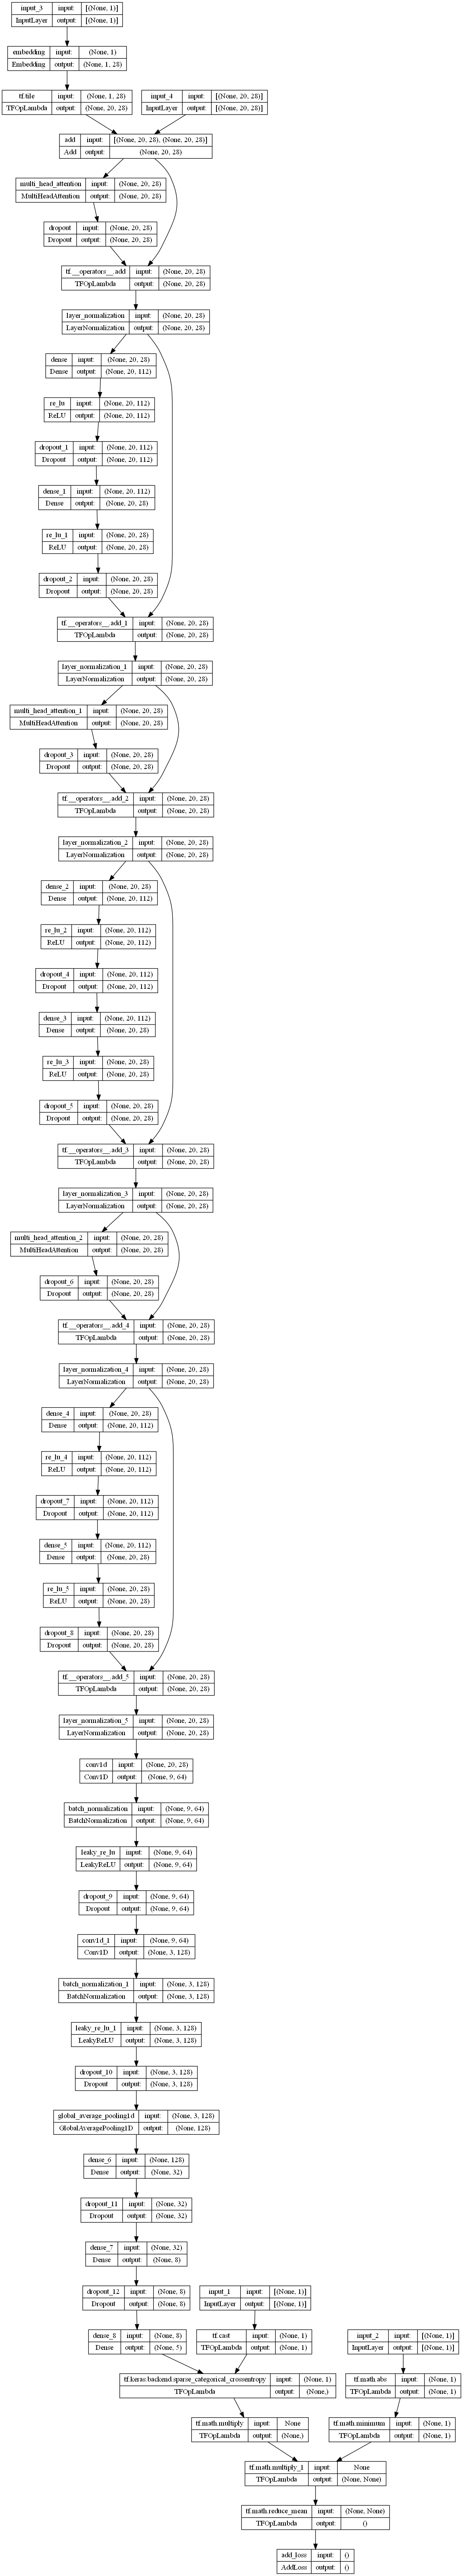 input_3 input: [(None, 1)]
InputLayer output: [(None, 1)]
embedding input: (None, 1)
Embedding output: (None, 1, 28)
tf.tile input: (None, 1, 28)
TFOpLambda output: (None, 20, 28)
input_4 input: [(None, 20, 28)]
InputLayer output: [(None, 20, 28)]
add input: [(None, 20, 28), (None, 20, 28)]
Add output: (None, 20, 28)
multi_head_attention input: (None, 20, 28)
MultiHeadAttention output: (None, 20, 28)
dropout input: (None, 20, 28)
Dropout output: (None, 20, 28)
tf.__operators__.add input: (None, 20, 28)
TFOpLambda output: (None, 20, 28)
layer_normalization input: (None, 20, 28)
LayerNormalization output: (None, 20, 28)
dense input: (None, 20, 28)
Dense output: (None, 20, 112)
re_lu input: (None, 20, 112)
ReLU output: (None, 20, 112)
dropout_1 input: (None, 20, 112)
Dropout output: (None, 20, 112)
dense_1 input: (None, 20, 112)
Dense output: (None, 20, 28)
re_lu_1 input: (None, 20, 28)
ReLU output: (None, 20, 28)
dropout_2 input: (None, 20, 28)
Dropout output: (None, 20, 28)
tf.__operators__.add_1 input: (None, 20, 28)
TFOpLambda output: (None, 20, 28)
layer_normalization_1 input: (None, 20, 28)
LayerNormalization output: (None, 20, 28)
multi_head_attention_1 input: (None, 20, 28)
MultiHeadAttention output: (None, 20, 28)
dropout_3 input: (None, 20, 28)
Dropout output: (None, 20, 28)
tf.__operators__.add_2 input: (None, 20, 28)
TFOpLambda output: (None, 20, 28)
layer_normalization_2 input: (None, 20, 28)
LayerNormalization output: (None, 20, 28)
dense_2 input: (None, 20, 28)
Dense output: (None, 20, 112)
re_lu_2 input: (None, 20, 112)
ReLU output: (None, 20, 112)
dropout_4 input: (None, 20, 112)
Dropout output: (None, 20, 112)
dense_3 input: (None, 20, 112)
Dense output: (None, 20, 28)
re_lu_3 input: (None, 20, 28)
ReLU output: (None, 20, 28)
dropout_5 input: (None, 20, 28)
Dropout output: (None, 20, 28)
tf.__operators__.add_3 input: (None, 20, 28)
TFOpLambda output: (None, 20, 28)
layer_normalization_3 input: (None, 20, 28)
LayerNormalization output: (None, 20, 28)
multi_head_attention_2 input: (None, 20, 28)
MultiHeadAttention output: (None, 20, 28)
dropout_6 input: (None, 20, 28)
Dropout output: (None, 20, 28)
tf.__operators__.add_4 input: (None, 20, 28)
TFOpLambda output: (None, 20, 28)
layer_normalization_4 input: (None, 20, 28)
LayerNormalization output: (None, 20, 28)
dense_4 input: (None, 20, 28)
Dense output: (None, 20, 112)
re_lu_4 input: (None, 20, 112)
ReLU output: (None, 20, 112)
dropout_7 input: (None, 20, 112)
Dropout output: (None, 20, 112)
dense_5 input: (None, 20, 112)
Dense output: (None, 20, 28)
re_lu_5 input: (None, 20, 28)
ReLU output: (None, 20, 28)
dropout_8 input: (None, 20, 28)
Dropout output: (None, 20, 28)
tf.__operators__.add_5 input: (None, 20, 28)
TFOpLambda output: (None, 20, 28)
layer_normalization_5 input: (None, 20, 28)
LayerNormalization output: (None, 20, 28)
conv1d input: (None, 20, 28)
Conv1D output: (None, 9, 64)
batch_normalization input: (None, 9, 64)
BatchNormalization output: (None, 9, 64)
leaky_re_lu input: (None, 9, 64)
LeakyReLU output: (None, 9, 64)
dropout_9 input: (None, 9, 64)
Dropout output: (None, 9, 64)
conv1d_1 input: (None, 9, 64)
Conv1D output: (None, 3, 128)
batch_normalization_1 input: (None, 3, 128)
BatchNormalization output: (None, 3, 128)
leaky_re_lu_1 input: (None, 3, 128)
LeakyReLU output: (None, 3, 128)
dropout_10 input: (None, 3, 128)
Dropout output: (None, 3, 128)
global_average_pooling1d input: (None, 3, 128)
GlobalAveragePooling1D output: (None, 128)
dense_6 input: (None, 128)
Dense output: (None, 32)
dropout_11 input: (None, 32)
Dropout output: (None, 32)
dense_7 input: (None, 32)
Dense output: (None, 8)
dropout_12 input: (None, 8)
Dropout output: (None, 8)
input_1 input: [(None, 1)]
InputLayer output: [(None, 1)]
dense_8 input: (None, 8)
Dense output: (None, 5)
tf.cast input: (None, 1)
TFOpLambda output: (None, 1)
input_2 input: [(None, 1)]
InputLayer output: [(None, 1)]
tf.keras.backend.sparse_categorical_crossentropy input: (None, 1)
TFOpLambda output: (None,)
tf.math.abs input: (None, 1)
TFOpLambda output: (None, 1)
tf.math.multiply input: None
TFOpLambda output: (None,)
tf.math.minimum input: (None, 1)
TFOpLambda output: (None, 1)
tf.math.multiply_1 input: None
TFOpLambda output: (None, None)
tf.math.reduce_mean input: (None, None)
TFOpLambda output: ()
add_loss input: ()
AddLoss output: ()